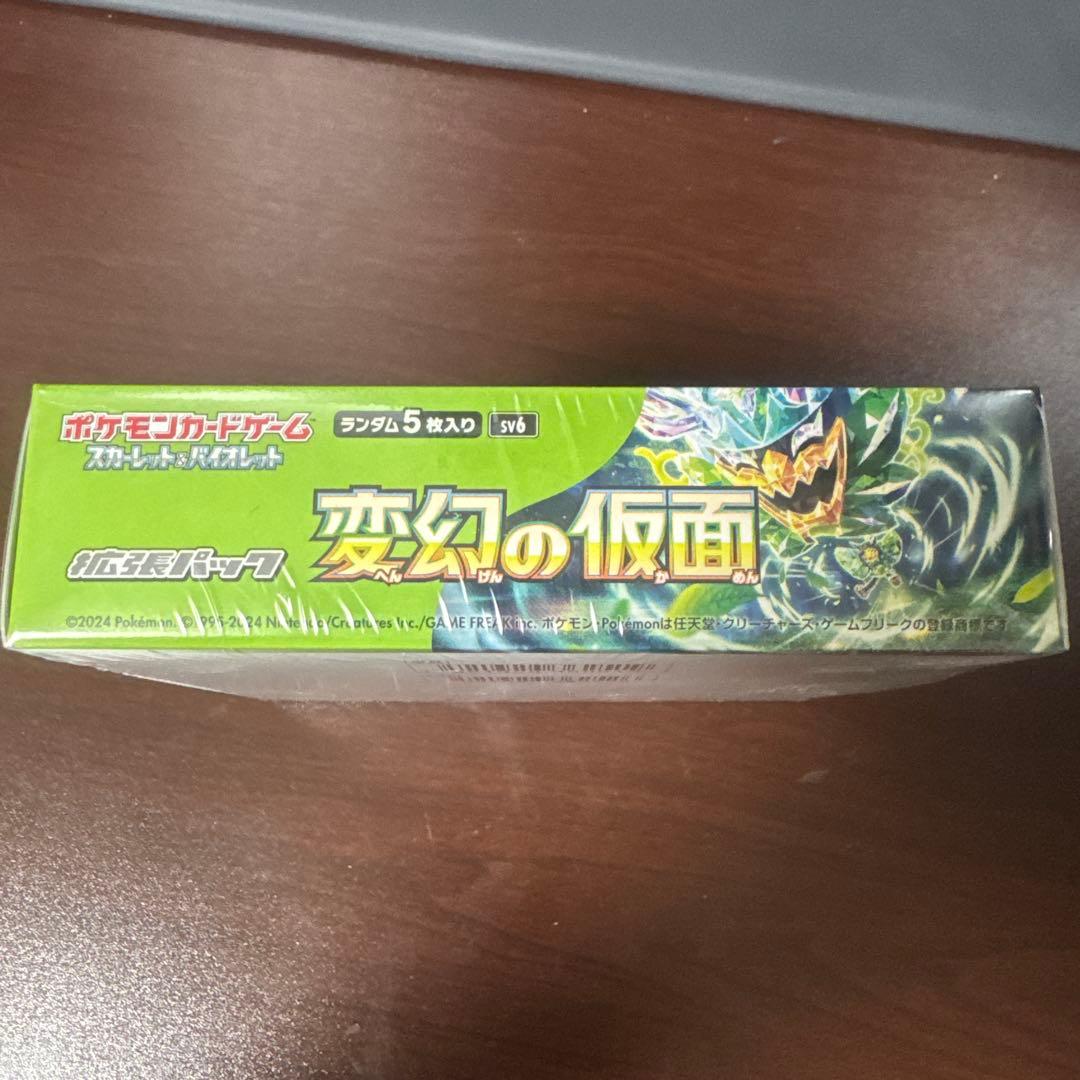 ポケモンカードゲーム
スカーレット&バイオレット
ランダム5枚入り
SV6
拡張パック
変幻の仮面
へんげんかめん
©2024 Pokémon. ©1995-2024 Nintendo/Creatures Inc./GAME FREAK inc. ポケモン・Pokémonは任天堂・クリーチャーズ・ゲームフリークの登録商標です